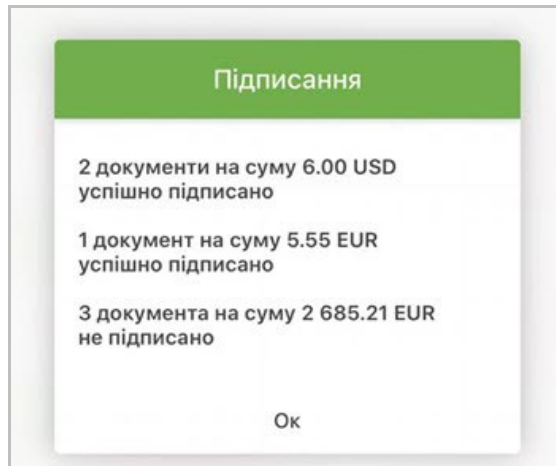 Підписання
2 документи на суму 6.00 USD
успішно підписано
1 документ на суму 5.55 EUR
успішно підписано
3 документа на суму 2 685.21 EUR
не підписано
Ок